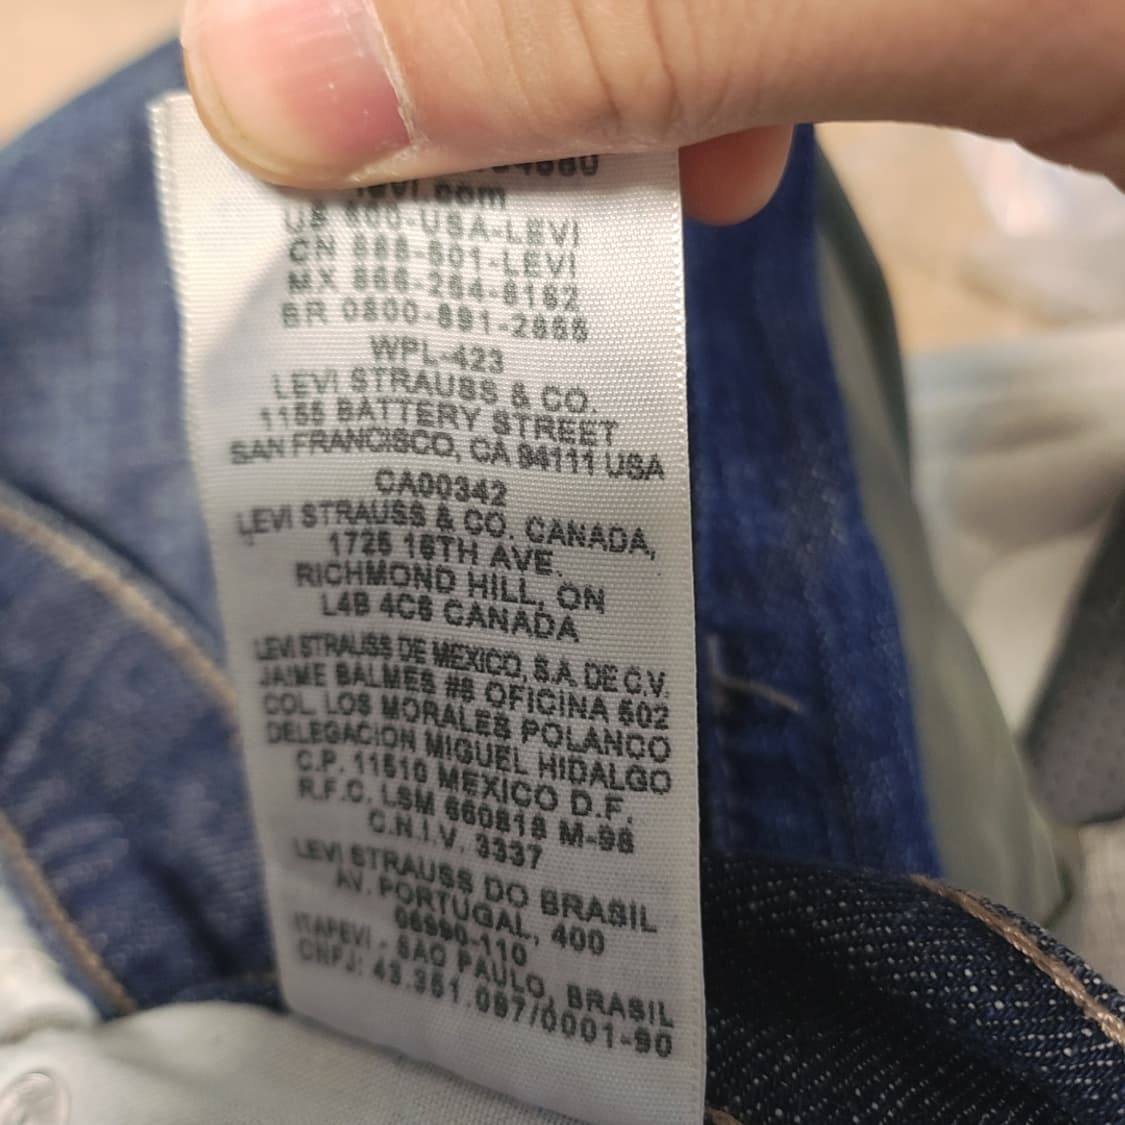 levi.com
US 800-USA-LEVI
CN 888-501-LEVI
MX 866-264-8162
BR 0800-891-2855
WPL-423
LEVI STRAUSS & CO.
1155 BATTERY STREET
SAN FRANCISCO, CA 94111 USA
CA00342
LEVI STRAUSS & CO. CANADA,
1725 16TH AVE.
RICHMOND HILL, ON
L4B 4C6 CANADA
LEVI STRAUSS DE MEXICO, S.A. DE C.V.
JAIME BALMES #8 OFICINA 602
COL. LOS MORALES POLANCO
DELEGACION MIGUEL HIDALGO
C.P. 11510 MEXICO D.F.
R.F.C. LSM 660818 M-98
C.N.I.V. 3337
LEVI STRAUSS DO BRASIL
AV. PORTUGAL, 400
06690-110
ITAPEVI - SAO PAULO, BRASIL
CNPJ: 43.351.097/0001-90